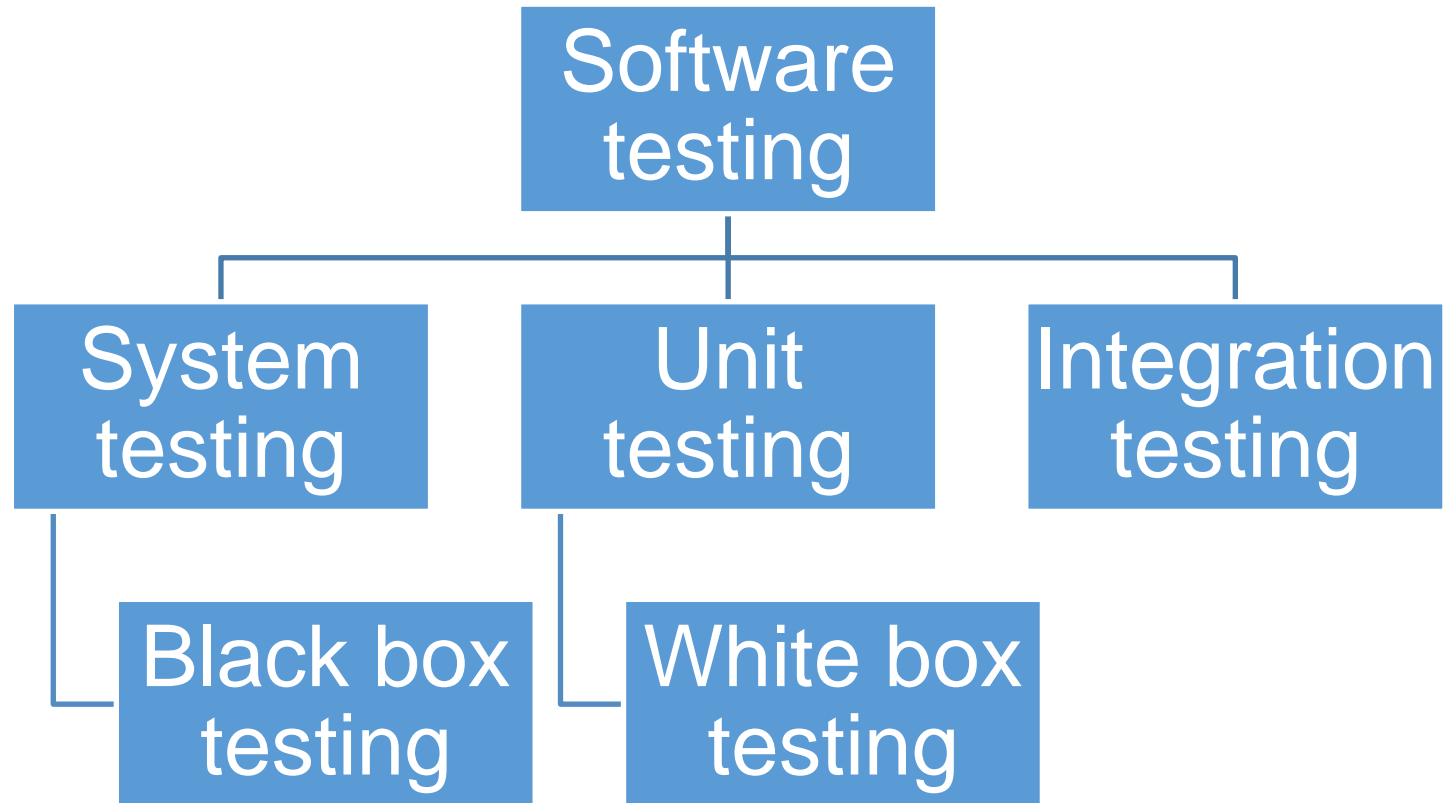 Software
testing
System
testing
Unit
testing
Integration
testing
Black box
testing
White box
testing